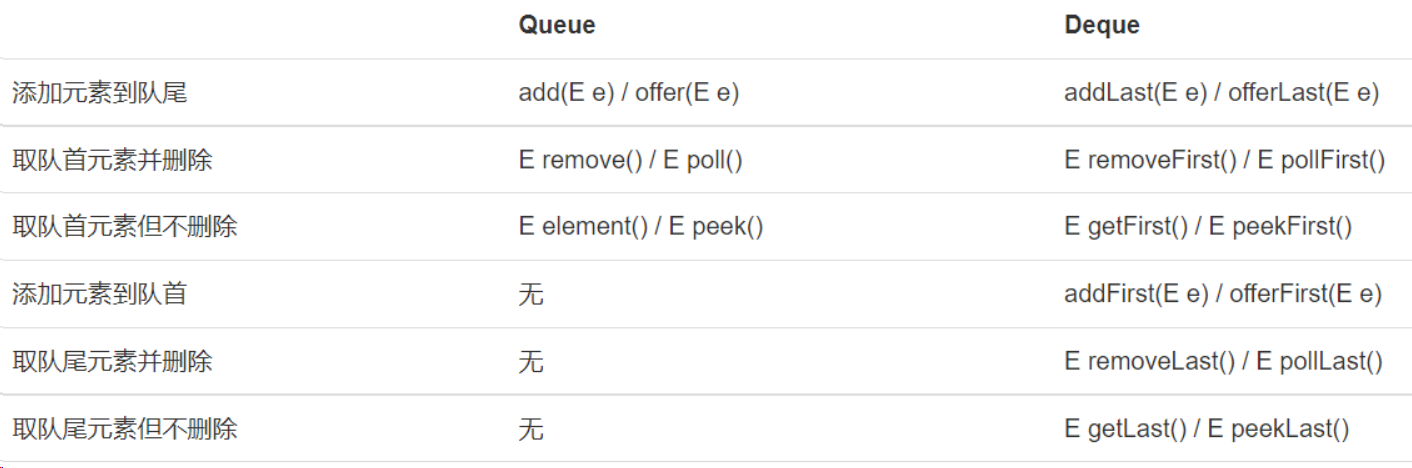 Queue Deque
添加元素到队尾 add(E e) / offer(E e) addLast(E e) / offerLast(E e)
取队首元素并删除 E remove() / E poll() E removeFirst() / E pollFirst()
取队首元素但不删除 E element() / E peek() E getFirst() / E peekFirst()
添加元素到队首 无 addFirst(E e) / offerFirst(E e)
取队尾元素并删除 无 E removeLast() / E pollLast()
取队尾元素但不删除 无 E getLast() / E peekLast()